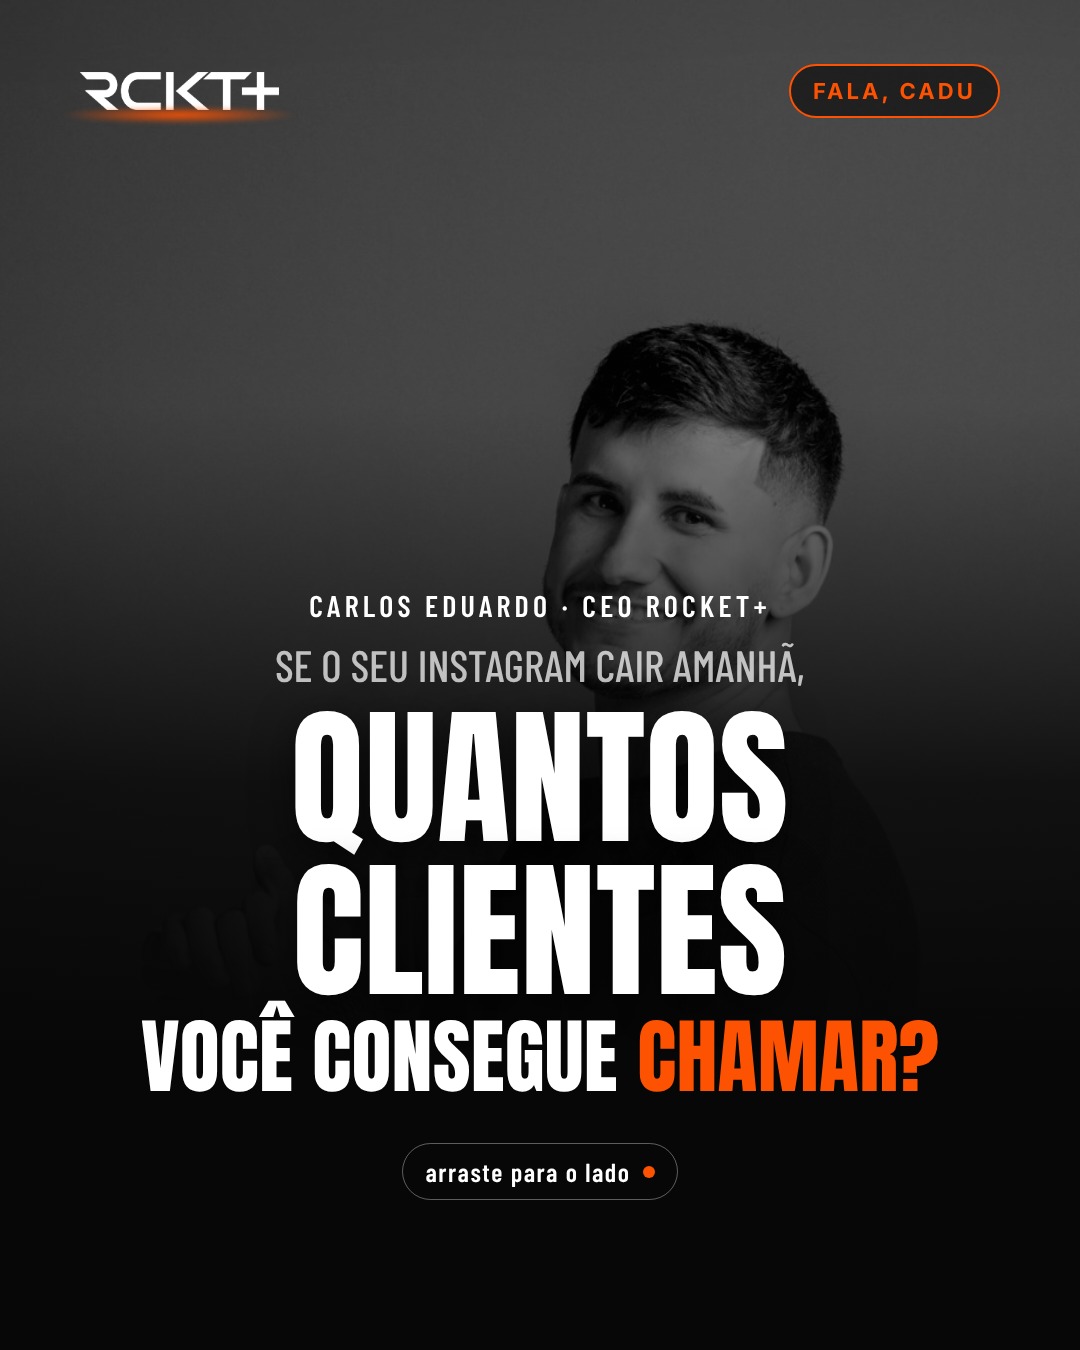 RCKT+
FALA, CADU
CARLOS EDUARDO · CEO ROCKET+
SE O SEU INSTAGRAM CAIR AMANHÃ,
QUANTOS
CLIENTES
VOCÊ CONSEGUE CHAMAR?
arraste para o lado